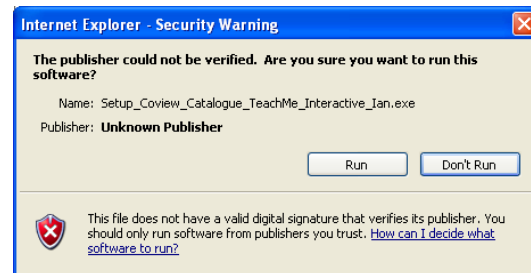 Internet Explorer - Security Warning
The publisher could not be verified. Are you sure you want to run this
software?
Name: Setup_Coview_Catalogue_TeachMe_Interactive_Ian.exe
Publisher: Unknown Publisher
Run Don't Run
This file does not have a valid digital signature that verifies its publisher. You
should only run software from publishers you trust. How can I decide what
software to run?